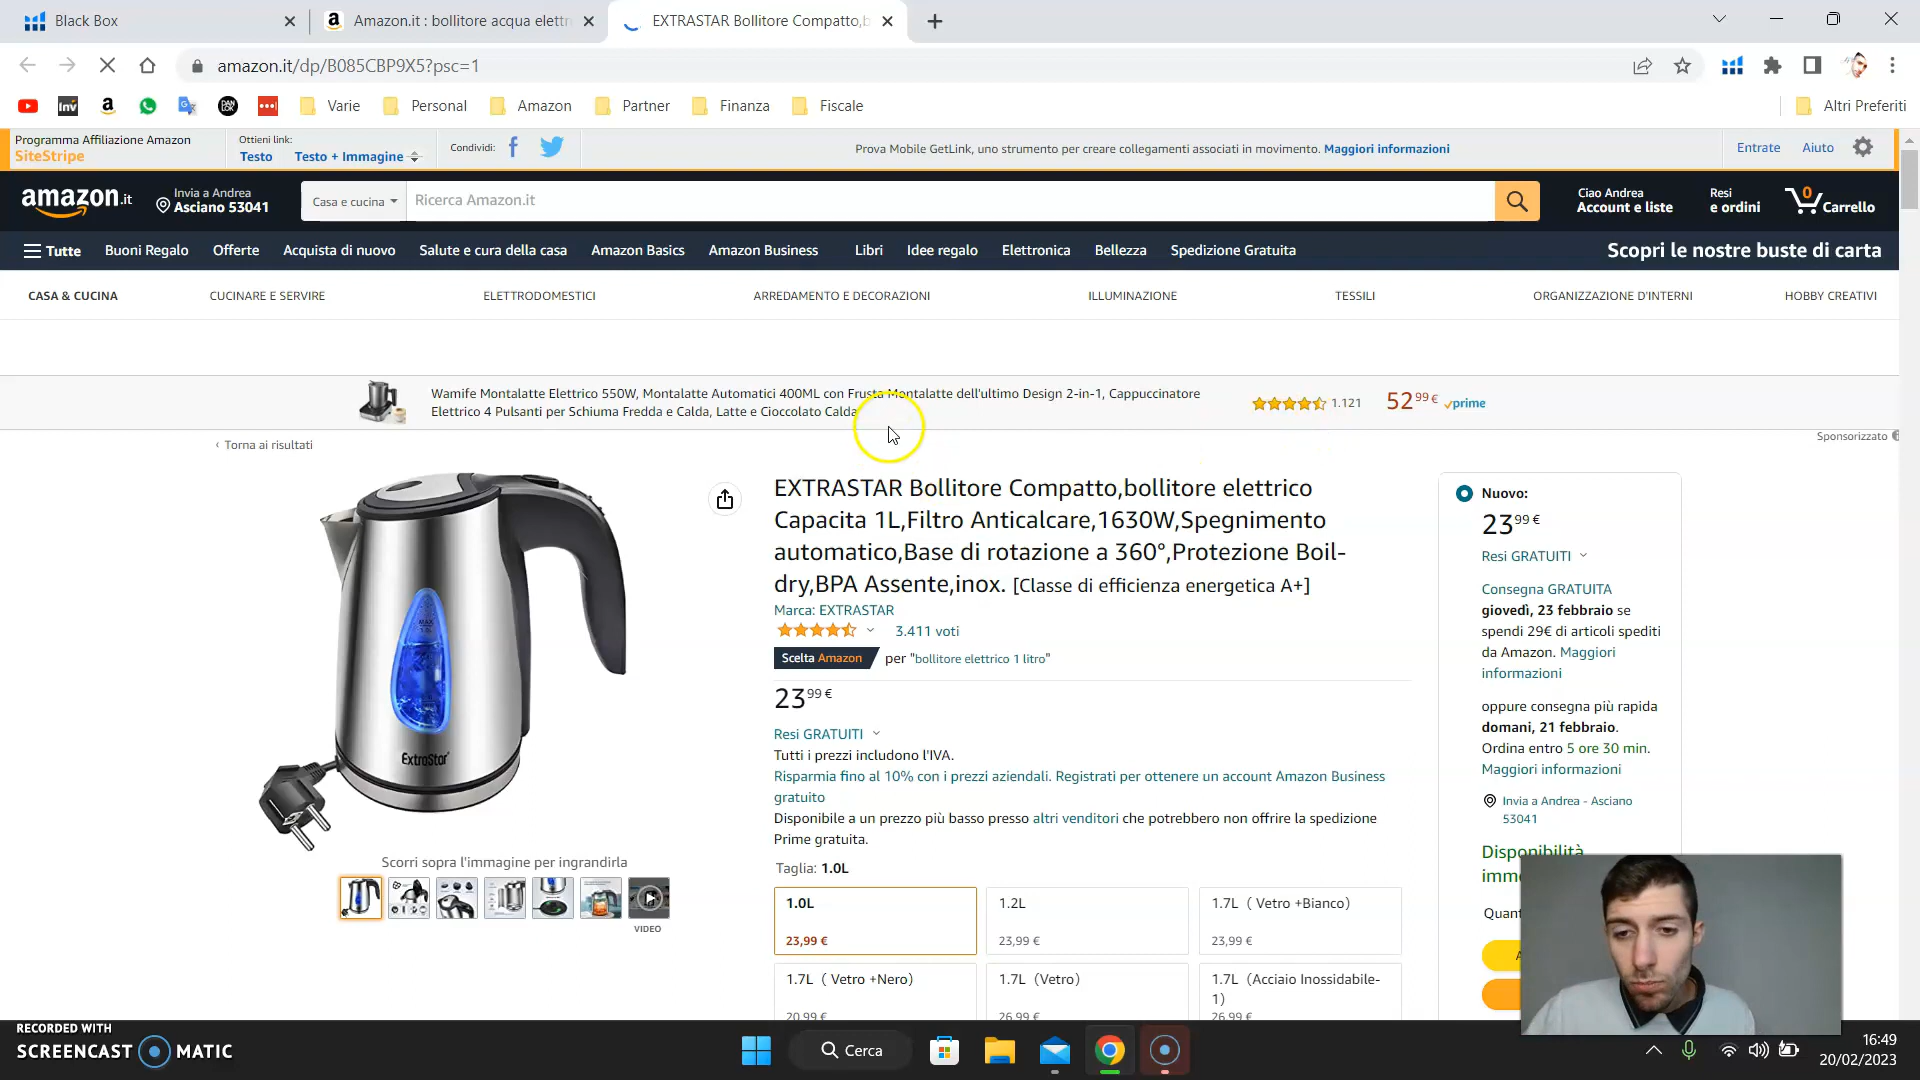 Black Box
Amazon.it : bollitore acqua elettr
EXTRASTAR Bollitore Compatto,b
amazon.it/dp/B085CBP9X5?psc=1
Inv
Varie
Personal
Amazon
Partner
Finanza
Fiscale
Altri Preferiti
Programma Affiliazione Amazon
SiteStripe
Ottieni link:
Testo
Testo + Immagine
Condividi:
Prova Mobile GetLink, uno strumento per creare collegamenti associati in movimento. Maggiori informazioni
Entrate
Aiuto
amazon.it
Invia a Andrea
Asciano 53041
Casa e cucina
Ricerca Amazon.it
Ciao Andrea
Account e liste
Resi
e ordini
0
Carrello
Tutte
Buoni Regalo
Offerte
Acquista di nuovo
Salute e cura della casa
Amazon Basics
Amazon Business
Libri
Idee regalo
Elettronica
Bellezza
Spedizione Gratuita
Scopri le nostre buste di carta
CASA & CUCINA
CUCINARE E SERVIRE
ELETTRODOMESTICI
ARREDAMENTO E DECORAZIONI
ILLUMINAZIONE
TESSILI
ORGANIZZAZIONE D'INTERNI
HOBBY CREATIVI
Wamife Montalatte Elettrico 550W, Montalatte Automatici 400ML con Frusta Montalatte dell'ultimo Design 2-in-1, Cappuccinatore
Elettrico 4 Pulsanti per Schiuma Fredda e Calda, Latte e Cioccolato Calda
1.121
52 99 € prime
Sponsorizzato
‹ Torna ai risultati
EXTRASTAR Bollitore Compatto,bollitore elettrico
Capacita 1L,Filtro Anticalcare,1630W,Spegnimento
automatico,Base di rotazione a 360°,Protezione Boil-
dry,BPA Assente,inox. [Classe di efficienza energetica A+]
Marca: EXTRASTAR
3.411 voti
Scelta Amazon per "bollitore elettrico 1 litro"
23 99 €
Resi GRATUITI
Tutti i prezzi includono l'IVA.
Risparmia fino al 10% con i prezzi aziendali. Registrati per ottenere un account Amazon Business
gratuito
Disponibile a un prezzo più basso presso altri venditori che potrebbero non offrire la spedizione
Prime gratuita.
Taglia: 1.0L
1.0L
23,99 €
1.2L
23,99 €
1.7L ( Vetro +Bianco)
23,99 €
1.7L ( Vetro +Nero)
20,99 €
1.7L (Vetro)
26,99 €
1.7L (Acciaio Inossidabile-
1)
26,99 €
MAX
ExtraStar
Scorri sopra l'immagine per ingrandirla
VIDEO
Nuovo:
23 99 €
Resi GRATUITI
Consegna GRATUITA
giovedì, 23 febbraio se
spendi 29€ di articoli spediti
da Amazon. Maggiori
informazioni
oppure consegna più rapida
domani, 21 febbraio.
Ordina entro 5 ore 30 min.
Maggiori informazioni
Invia a Andrea - Asciano
53041
Disponibilità
imme
Quant
A
RECORDED WITH
SCREENCAST MATIC
Cerca
16:49
20/02/2023